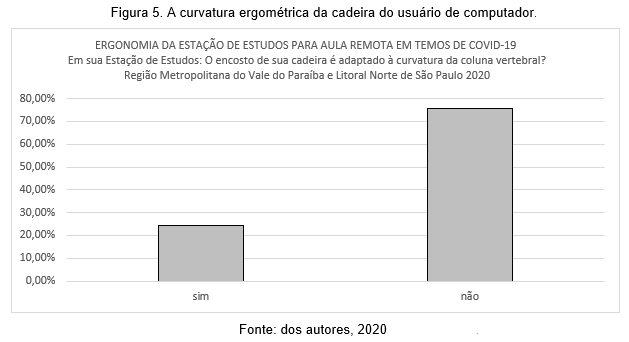 Figura 5. A curvatura ergométrica da cadeira do usuário de computador.
ERGONOMIA DA ESTAÇÃO DE ESTUDOS PARA AULA REMOTA EM TEMOS DE COVID-19
Em sua Estação de Estudos: O encosto de sua cadeira é adaptado à curvatura da coluna vertebral?
Região Metropolitana do Vale do Paraíba e Litoral Norte de São Paulo 2020
80,00%
70,00%
60,00%
50,00%
40,00%
30,00%
20,00%
10,00%
0,00%
sim não
Fonte: dos autores, 2020